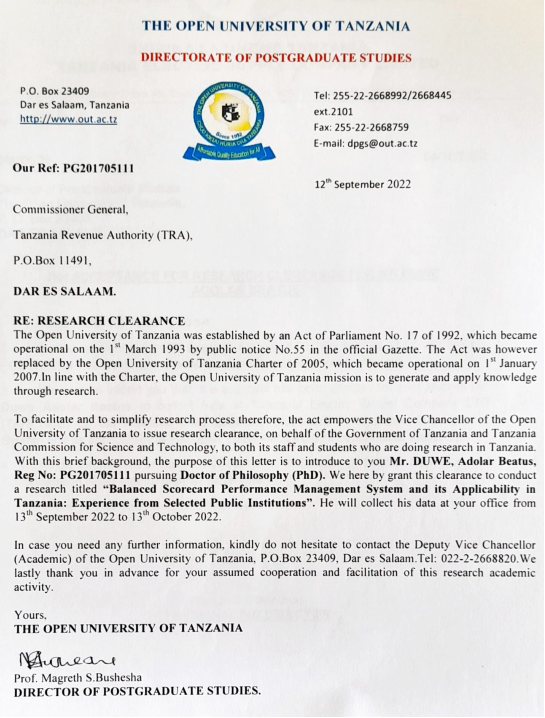 THE OPEN UNIVERSITY OF TANZANIA
DIRECTORATE OF POSTGRADUATE STUDIES
P.O. Box 23409
Dar es Salaam, Tanzania
http://www.out.ac.tz
THE OPEN UNIVERSITY OF TANZANIA
CHUO KIKUU HURIA CHA TANZANIA
Since 1992
Affordable Quality Education for All
Tel: 255-22-2668992/2668445
ext.2101
Fax: 255-22-2668759
E-mail: dpgs@out.ac.tz
Our Ref: PG201705111
12th September 2022
Commissioner General,
Tanzania Revenue Authority (TRA),
P.O.Box 11491,
DAR ES SALAAM.
RE: RESEARCH CLEARANCE
The Open University of Tanzania was established by an Act of Parliament No. 17 of 1992, which became
operational on the 1st March 1993 by public notice No.55 in the official Gazette. The Act was however
replaced by the Open University of Tanzania Charter of 2005, which became operational on 1st January
2007.In line with the Charter, the Open University of Tanzania mission is to generate and apply knowledge
through research.
To facilitate and to simplify research process therefore, the act empowers the Vice Chancellor of the Open
University of Tanzania to issue research clearance, on behalf of the Government of Tanzania and Tanzania
Commission for Science and Technology, to both its staff and students who are doing research in Tanzania.
With this brief background, the purpose of this letter is to introduce to you Mr. DUWE, Adolar Beatus,
Reg No: PG201705111 pursuing Doctor of Philosophy (PhD). We here by grant this clearance to conduct
a research titled “Balanced Scorecard Performance Management System and its Applicability in
Tanzania: Experience from Selected Public Institutions”. He will collect his data at your office from
13th September 2022 to 13th October 2022.
In case you need any further information, kindly do not hesitate to contact the Deputy Vice Chancellor
(Academic) of the Open University of Tanzania, P.O.Box 23409, Dar es Salaam.Tel: 022-2-2668820.We
lastly thank you in advance for your assumed cooperation and facilitation of this research academic
activity.
Yours,
THE OPEN UNIVERSITY OF TANZANIA
Prof. Magreth S.Bushesha
DIRECTOR OF POSTGRADUATE STUDIES.